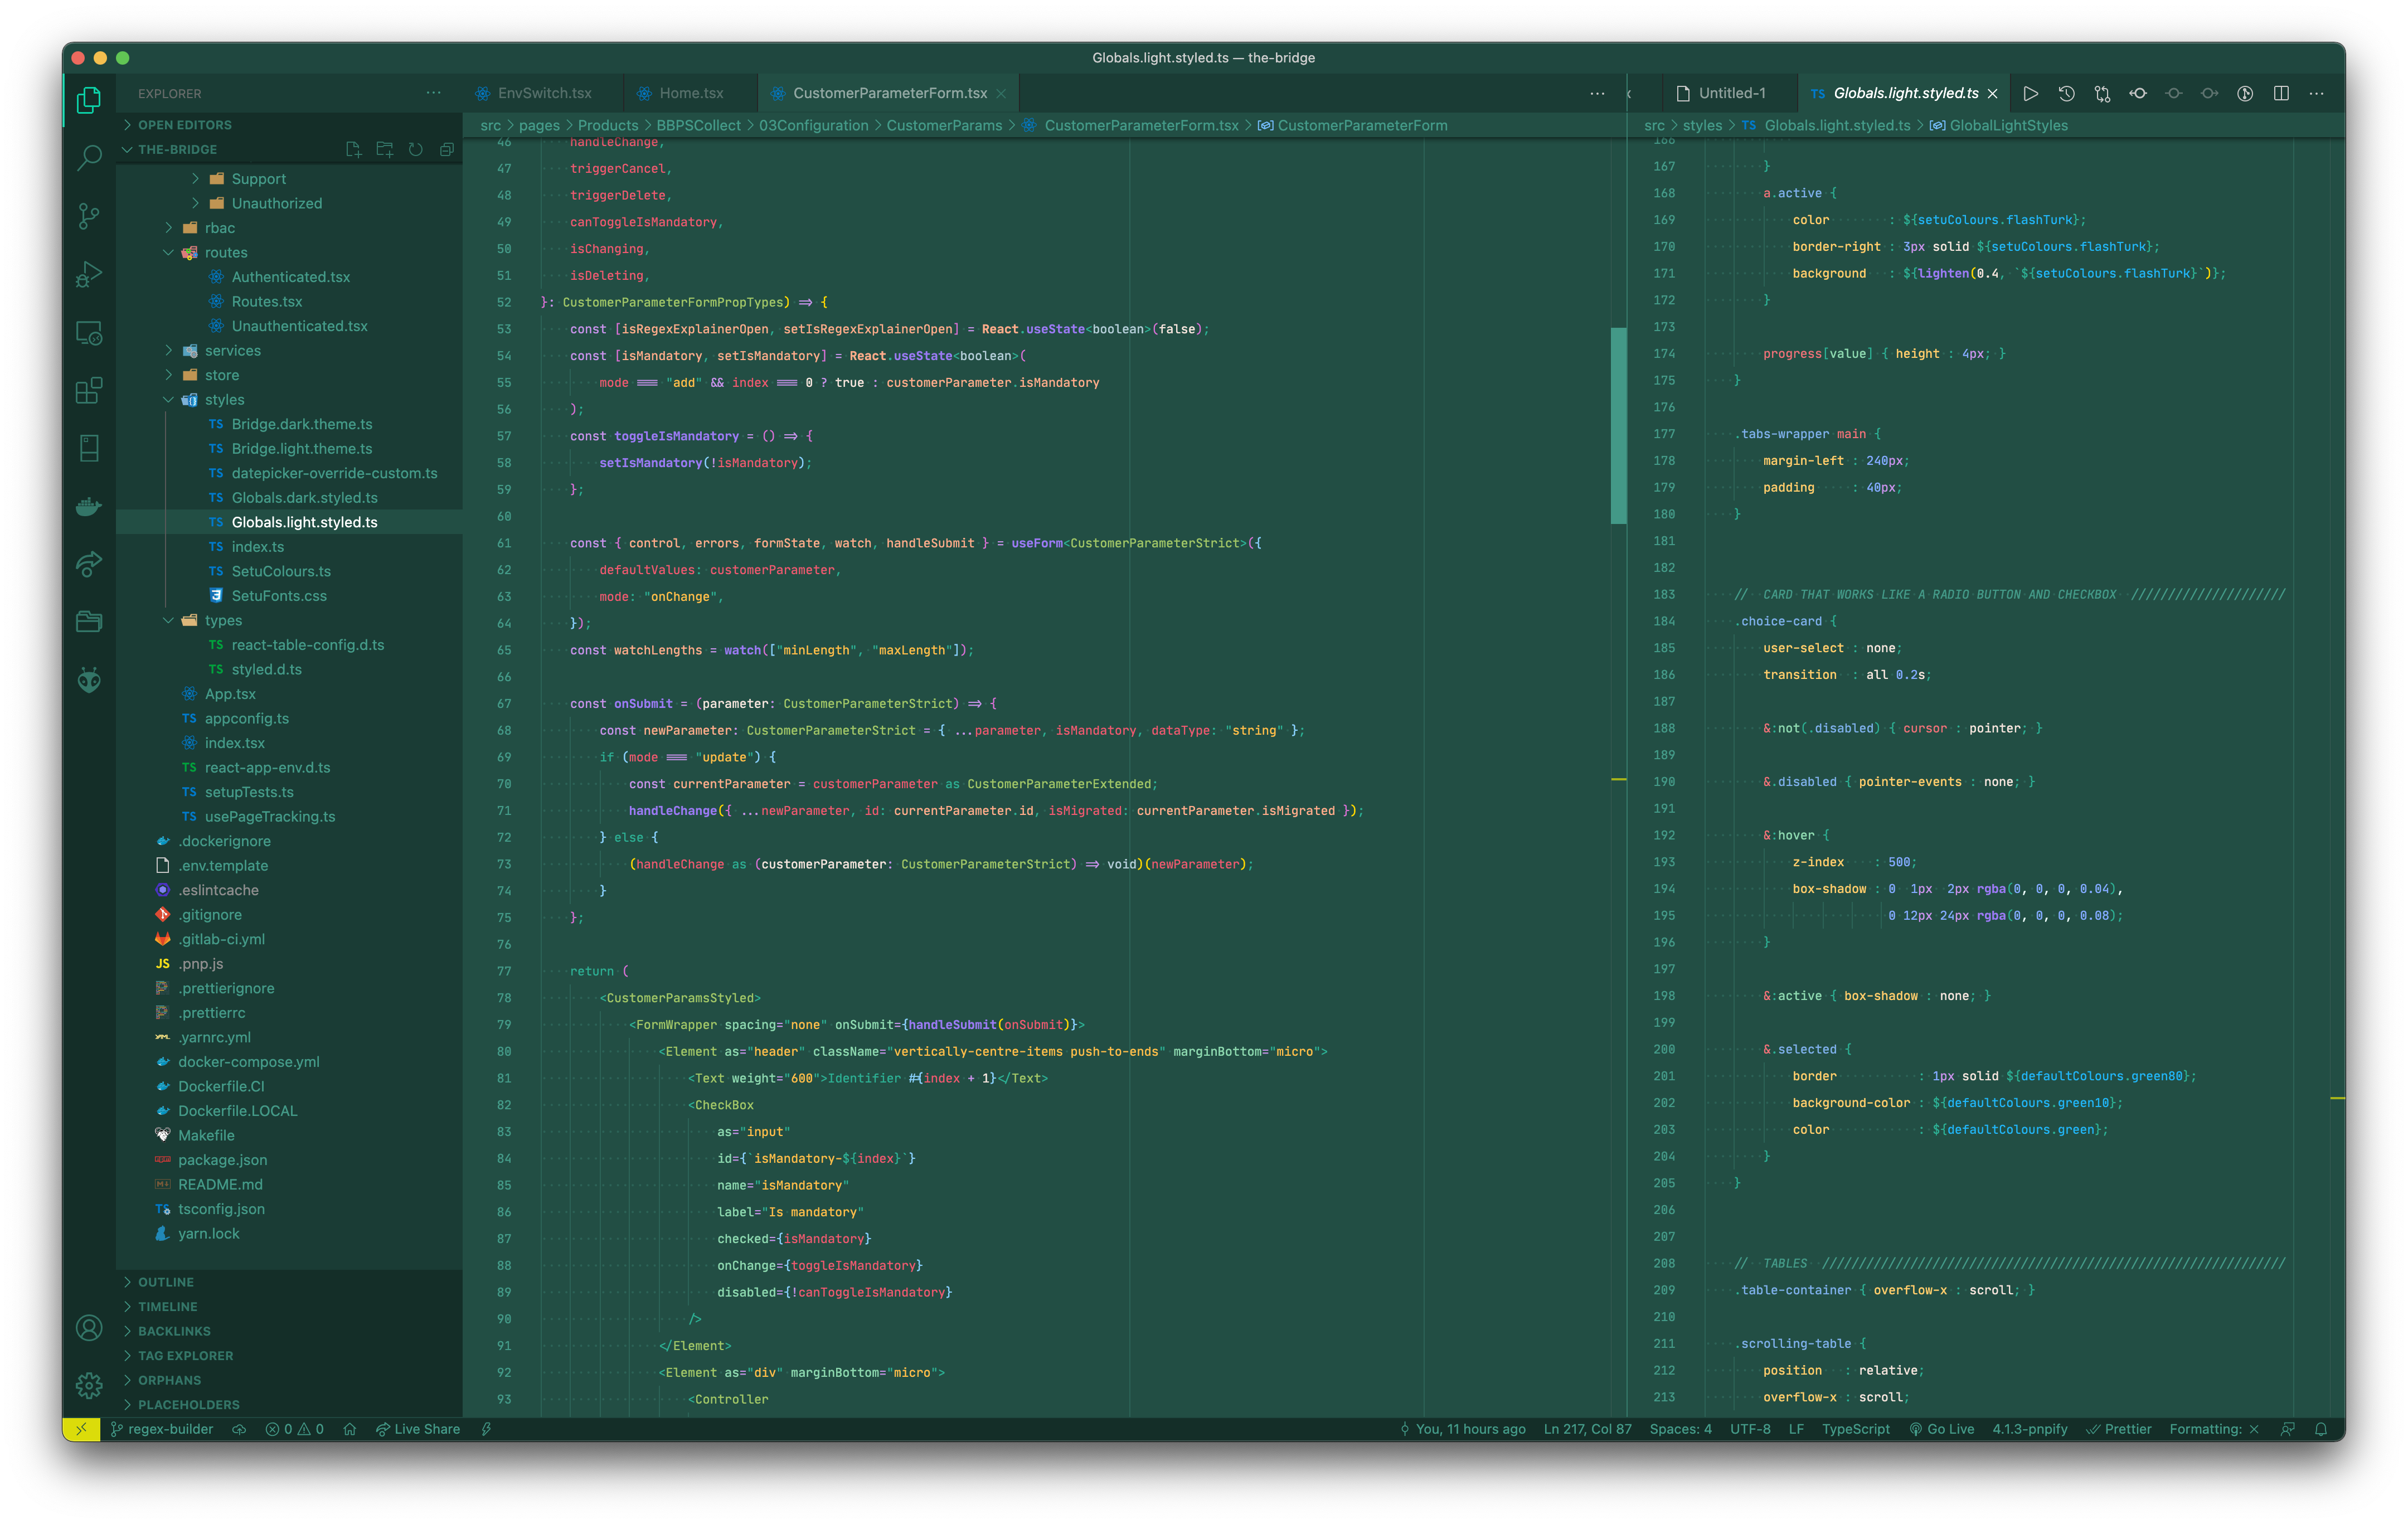 Globals.light.styled.ts — the-bridge
EXPLORER
OPEN EDITORS
THE-BRIDGE
Support
Unauthorized
rbac
routes
Authenticated.tsx
Routes.tsx
Unauthenticated.tsx
services
store
styles
Bridge.dark.theme.ts
Bridge.light.theme.ts
datepicker-override-custom.ts
Globals.dark.styled.ts
Globals.light.styled.ts
index.ts
SetuColours.ts
SetuFonts.css
types
react-table-config.d.ts
styled.d.ts
App.tsx
appconfig.ts
index.tsx
react-app-env.d.ts
setupTests.ts
usePageTracking.ts
.dockerignore
.env.template
.eslintcache
.gitignore
.gitlab-ci.yml
.pnp.js
.prettierignore
.prettierrc
.yarnrc.yml
docker-compose.yml
Dockerfile.CI
Dockerfile.LOCAL
Makefile
package.json
README.md
tsconfig.json
yarn.lock
OUTLINE
TIMELINE
BACKLINKS
TAG EXPLORER
ORPHANS
PLACEHOLDERS
EnvSwitch.tsx Home.tsx CustomerParameterForm.tsx
src > pages > Products > BBPSCollect > 03Configuration > CustomerParams > CustomerParameterForm.tsx > CustomerParameterForm
46 handleChange,
47 triggerCancel,
48 triggerDelete,
49 canToggleIsMandatory,
50 isChanging,
51 isDeleting,
52 }: CustomerParameterFormPropTypes) => {
53 const [isRegexExplainerOpen, setIsRegexExplainerOpen] = React.useState<boolean>(false);
54 const [isMandatory, setIsMandatory] = React.useState<boolean>(
55 mode === "add" && index === 0 ? true : customerParameter.isMandatory
56 );
57 const toggleIsMandatory = () => {
58 setIsMandatory(!isMandatory);
59 };
60
61 const { control, errors, formState, watch, handleSubmit } = useForm<CustomerParameterStrict>({
62 defaultValues: customerParameter,
63 mode: "onChange",
64 });
65 const watchLengths = watch(["minLength", "maxLength"]);
66
67 const onSubmit = (parameter: CustomerParameterStrict) => {
68 const newParameter: CustomerParameterStrict = { ...parameter, isMandatory, dataType: "string" };
69 if (mode === "update") {
70 const currentParameter = customerParameter as CustomerParameterExtended;
71 handleChange({ ...newParameter, id: currentParameter.id, isMigrated: currentParameter.isMigrated });
72 } else {
73 (handleChange as (customerParameter: CustomerParameterStrict) => void)(newParameter);
74 }
75 };
76
77 return (
78 <CustomerParamsStyled>
79 <FormWrapper spacing="none" onSubmit={handleSubmit(onSubmit)}>
80 <Element as="header" className="vertically-centre-items push-to-ends" marginBottom="micro">
81 <Text weight="600">Identifier #{index + 1}</Text>
82 <CheckBox
83 as="input"
84 id={`isMandatory-${index}`}
85 name="isMandatory"
86 label="Is mandatory"
87 checked={isMandatory}
88 onChange={toggleIsMandatory}
89 disabled={!canToggleIsMandatory}
90 />
91 </Element>
92 <Element as="div" marginBottom="micro">
93 <Controller
Untitled-1 TS Globals.light.styled.ts
src > styles > TS Globals.light.styled.ts > GlobalLightStyles
166
167 }
168 a.active {
169 color : ${setuColours.flashTurk};
170 border-right : 3px solid ${setuColours.flashTurk};
171 background : ${lighten(0.4, `${setuColours.flashTurk}`)};
172 }
173
174 progress[value] { height : 4px; }
175 }
176
177 .tabs-wrapper main {
178 margin-left : 240px;
179 padding : 40px;
180 }
181
182
183 // CARD THAT WORKS LIKE A RADIO BUTTON AND CHECKBOX /////////////////////
184 .choice-card {
185 user-select : none;
186 transition : all 0.2s;
187
188 &:not(.disabled) { cursor : pointer; }
189
190 &.disabled { pointer-events : none; }
191
192 &:hover {
193 z-index : 500;
194 box-shadow : 0 1px 2px rgba(0, 0, 0, 0.04),
195 0 12px 24px rgba(0, 0, 0, 0.08);
196 }
197
198 &:active { box-shadow : none; }
199
200 &.selected {
201 border : 1px solid ${defaultColours.green80};
202 background-color : ${defaultColours.green10};
203 color : ${defaultColours.green};
204 }
205 }
206
207
208 // TABLES ///////////////////////////////////////////////////////////////
209 .table-container { overflow-x : scroll; }
210
211 .scrolling-table {
212 position : relative;
213 overflow-x : scroll;
regex-builder 0 0 Live Share You, 11 hours ago Ln 217, Col 87 Spaces: 4 UTF-8 LF TypeScript Go Live 4.1.3-pnpify Prettier Formatting: ×